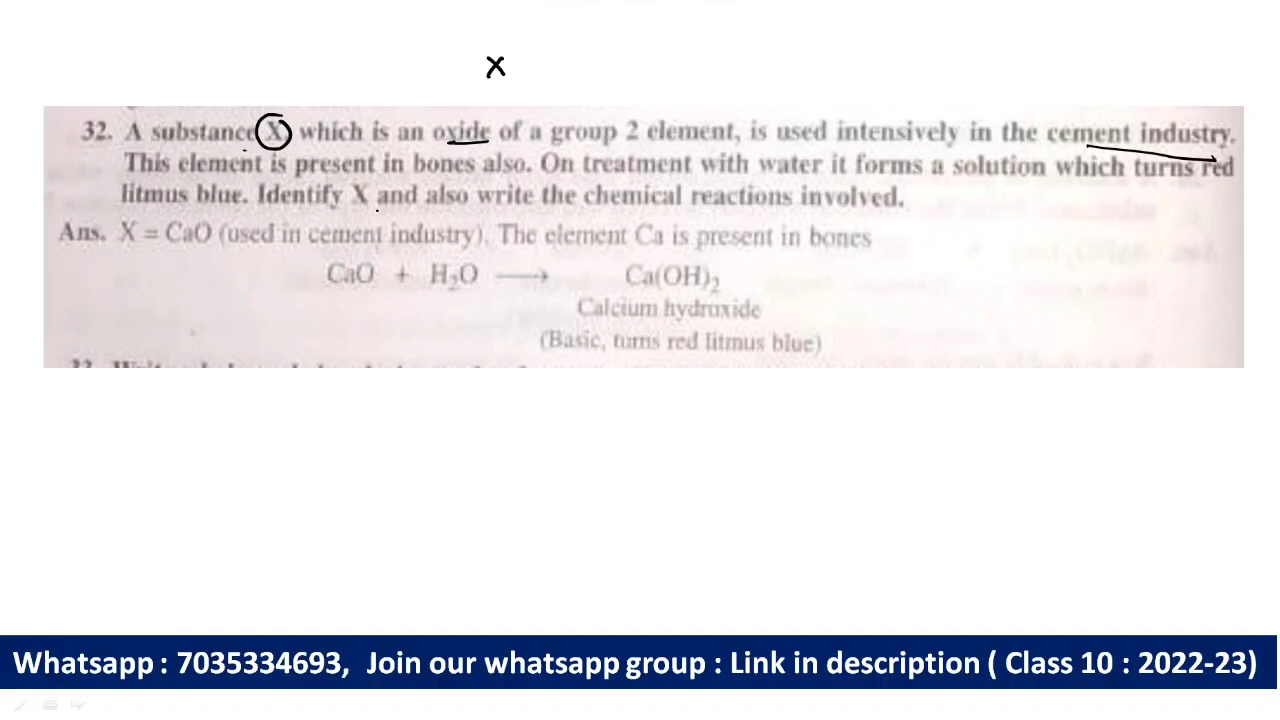 X
32. A substance X which is an oxide of a group 2 element, is used intensively in the cement industry.
This element is present in bones also. On treatment with water it forms a solution which turns red
litmus blue. Identify X and also write the chemical reactions involved.
Ans. X = CaO (used in cement industry). The element Ca is present in bones
CaO + H₂O ⟶ Ca(OH)₂
Calcium hydroxide
(Basic, turns red litmus blue)
Whatsapp : 7035334693, Join our whatsapp group : Link in description ( Class 10 : 2022-23)